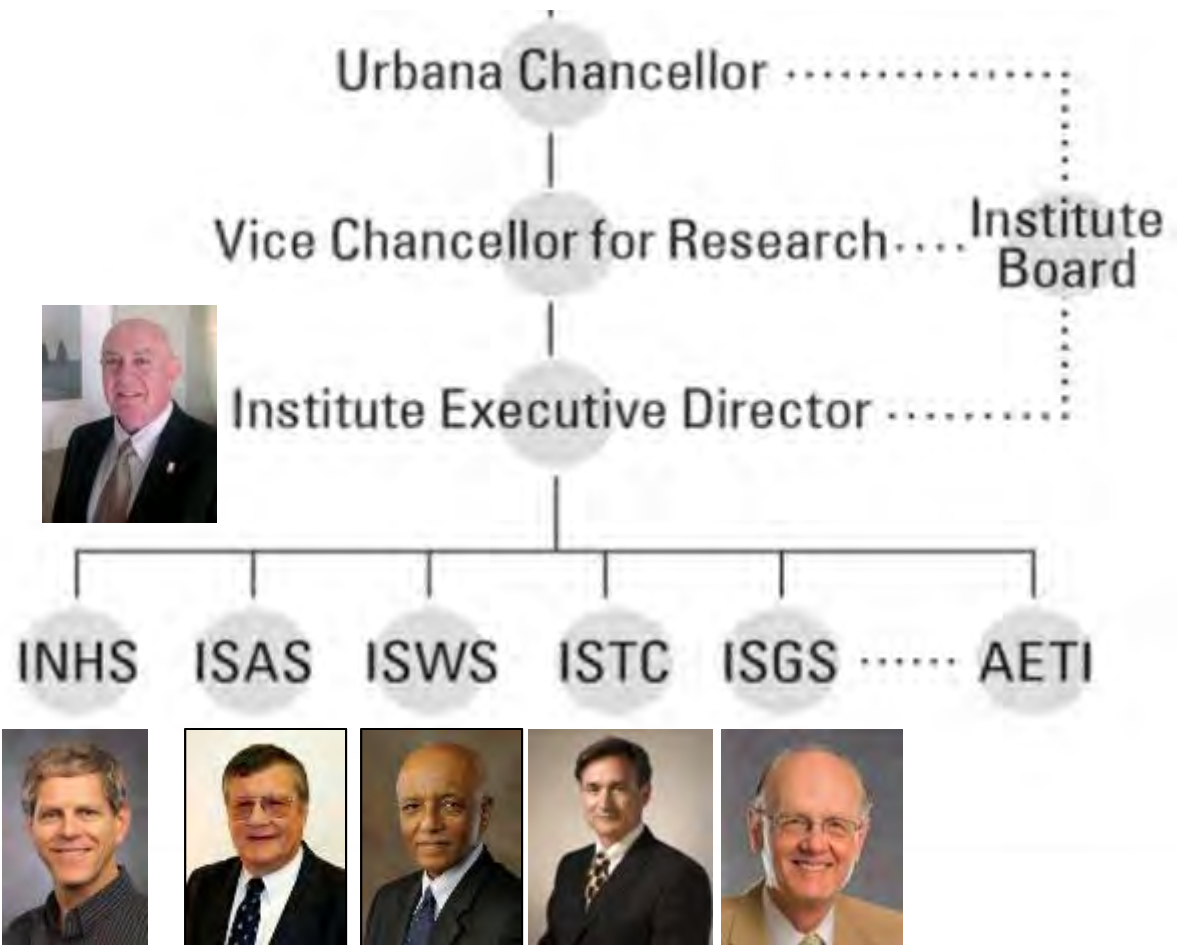 Urbana Chancellor
Vice Chancellor for Research
Institute
Board
Institute Executive Director
INHS
ISAS
ISWS
ISTC
ISGS
AETI